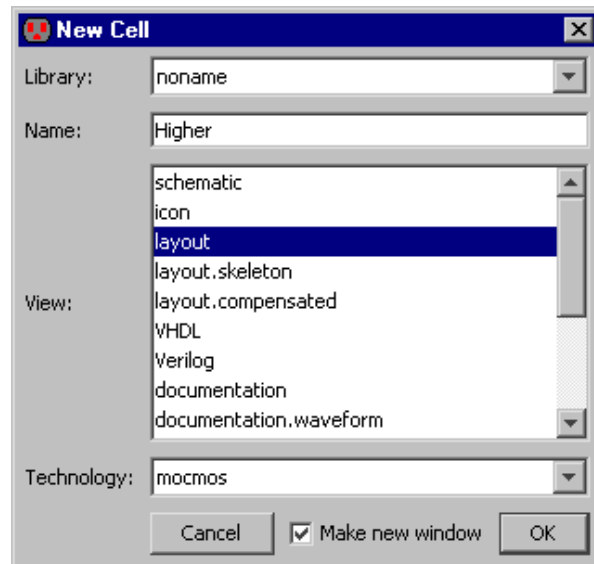 New Cell
Library: noname
Name: Higher
View:
schematic
icon
layout
layout.skeleton
layout.compensated
VHDL
Verilog
documentation
documentation.waveform
Technology: mocmos
Cancel Make new window OK